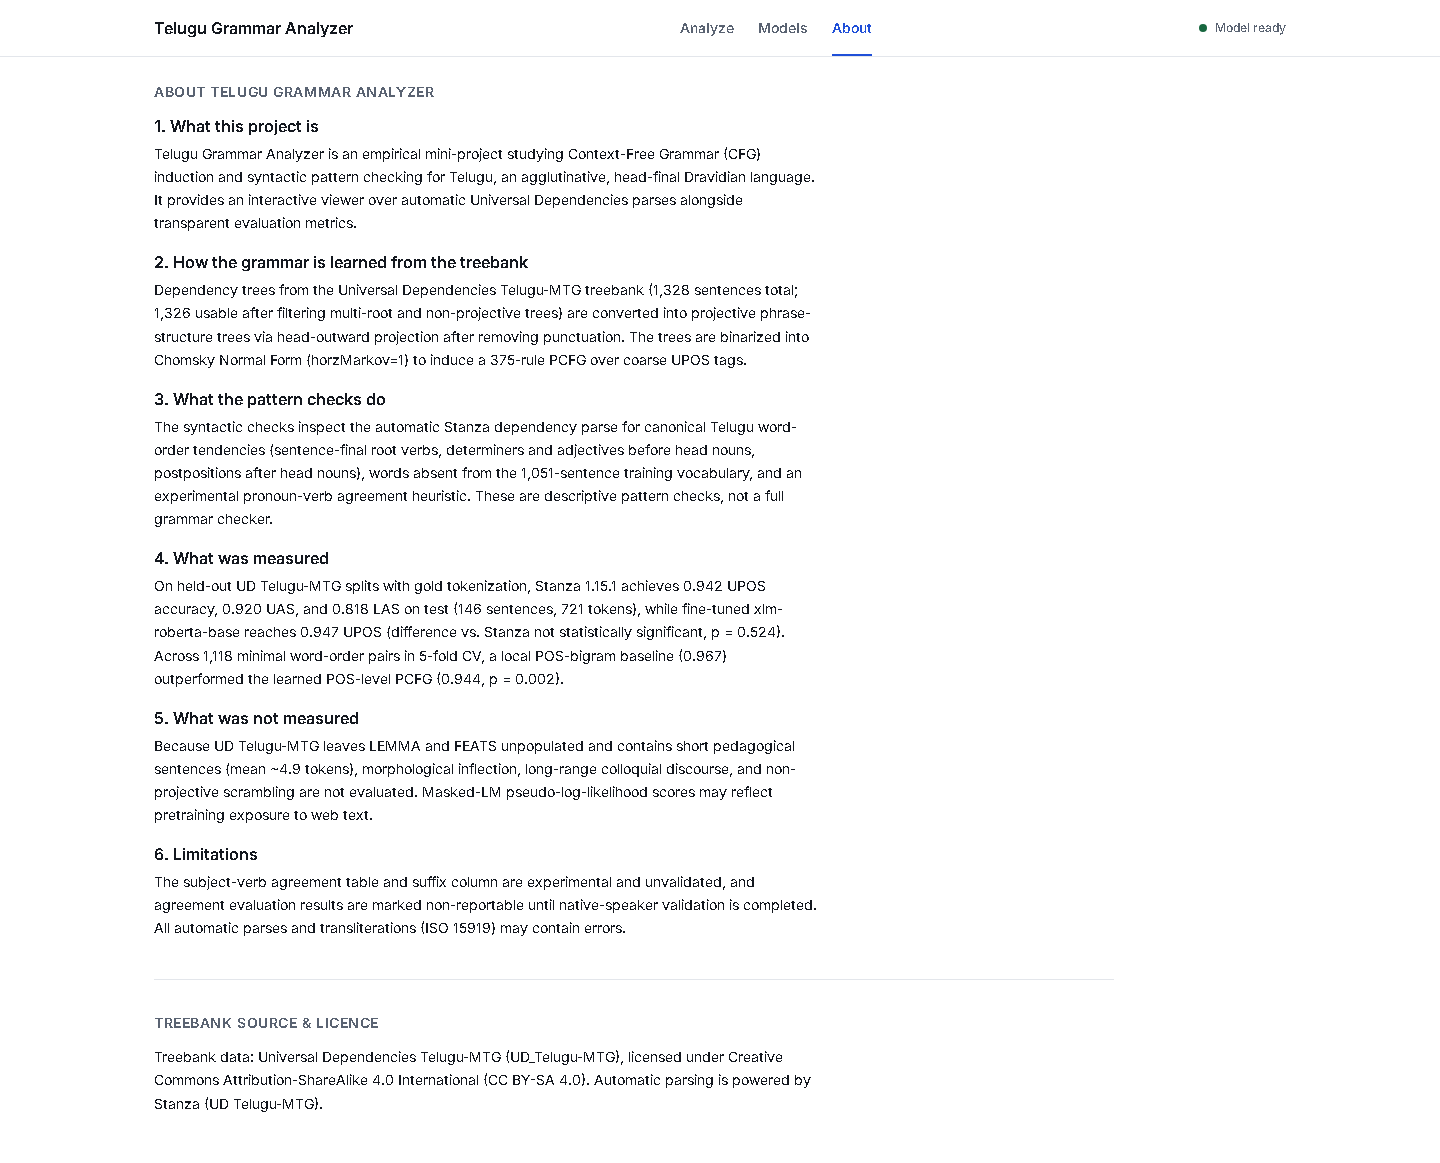 Telugu Grammar Analyzer
Analyze Models About
Model ready
ABOUT TELUGU GRAMMAR ANALYZER
1. What this project is
Telugu Grammar Analyzer is an empirical mini-project studying Context-Free Grammar (CFG)
induction and syntactic pattern checking for Telugu, an agglutinative, head-final Dravidian language.
It provides an interactive viewer over automatic Universal Dependencies parses alongside
transparent evaluation metrics.
2. How the grammar is learned from the treebank
Dependency trees from the Universal Dependencies Telugu-MTG treebank (1,328 sentences total;
1,326 usable after filtering multi-root and non-projective trees) are converted into projective phrase-
structure trees via head-outward projection after removing punctuation. The trees are binarized into
Chomsky Normal Form (horzMarkov=1) to induce a 375-rule PCFG over coarse UPOS tags.
3. What the pattern checks do
The syntactic checks inspect the automatic Stanza dependency parse for canonical Telugu word-
order tendencies (sentence-final root verbs, determiners and adjectives before head nouns,
postpositions after head nouns), words absent from the 1,051-sentence training vocabulary, and an
experimental pronoun-verb agreement heuristic. These are descriptive pattern checks, not a full
grammar checker.
4. What was measured
On held-out UD Telugu-MTG splits with gold tokenization, Stanza 1.15.1 achieves 0.942 UPOS
accuracy, 0.920 UAS, and 0.818 LAS on test (146 sentences, 721 tokens), while fine-tuned xlm-
roberta-base reaches 0.947 UPOS (difference vs. Stanza not statistically significant, p = 0.524).
Across 1,118 minimal word-order pairs in 5-fold CV, a local POS-bigram baseline (0.967)
outperformed the learned POS-level PCFG (0.944, p = 0.002).
5. What was not measured
Because UD Telugu-MTG leaves LEMMA and FEATS unpopulated and contains short pedagogical
sentences (mean ~4.9 tokens), morphological inflection, long-range colloquial discourse, and non-
projective scrambling are not evaluated. Masked-LM pseudo-log-likelihood scores may reflect
pretraining exposure to web text.
6. Limitations
The subject-verb agreement table and suffix column are experimental and unvalidated, and
agreement evaluation results are marked non-reportable until native-speaker validation is completed.
All automatic parses and transliterations (ISO 15919) may contain errors.
TREEBANK SOURCE & LICENCE
Treebank data: Universal Dependencies Telugu-MTG (UD_Telugu-MTG), licensed under Creative
Commons Attribution-ShareAlike 4.0 International (CC BY-SA 4.0). Automatic parsing is powered by
Stanza (UD Telugu-MTG).